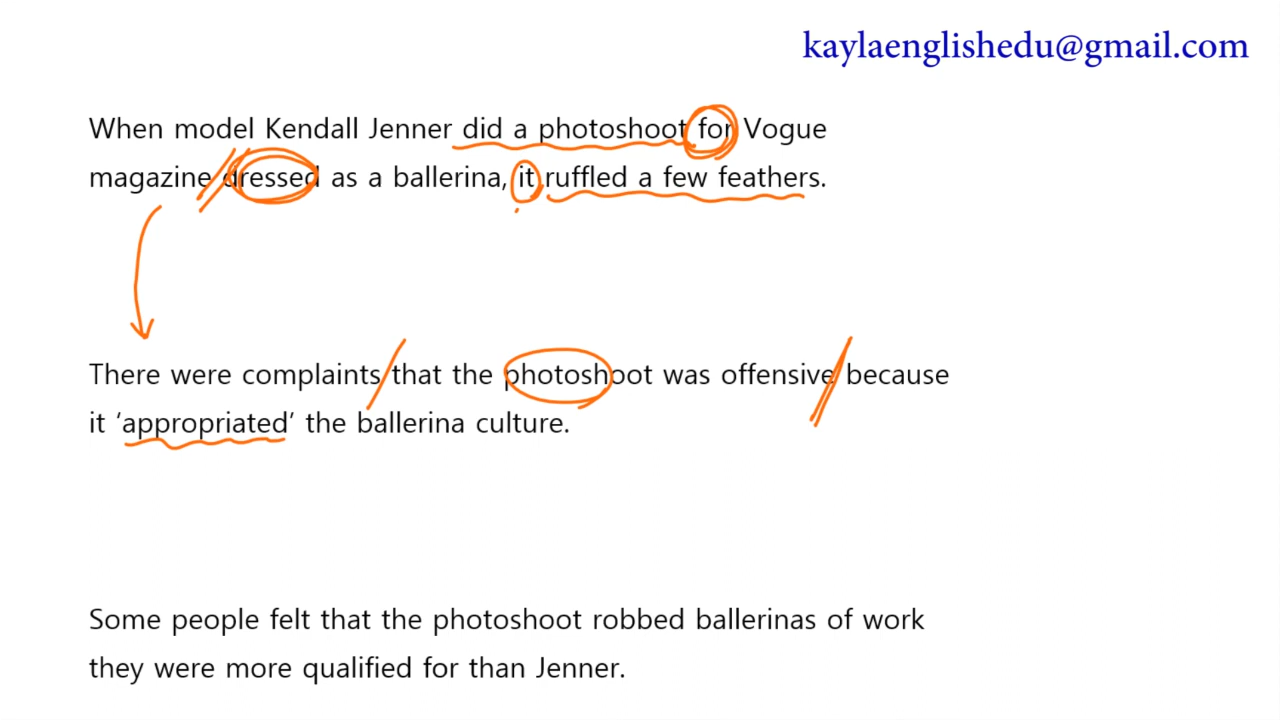 kaylaenglishedu@gmail.com
When model Kendall Jenner did a photoshoot for Vogue
magazine dressed as a ballerina, it ruffled a few feathers.
There were complaints that the photoshoot was offensive because
it ‘appropriated’ the ballerina culture.
Some people felt that the photoshoot robbed ballerinas of work
they were more qualified for than Jenner.